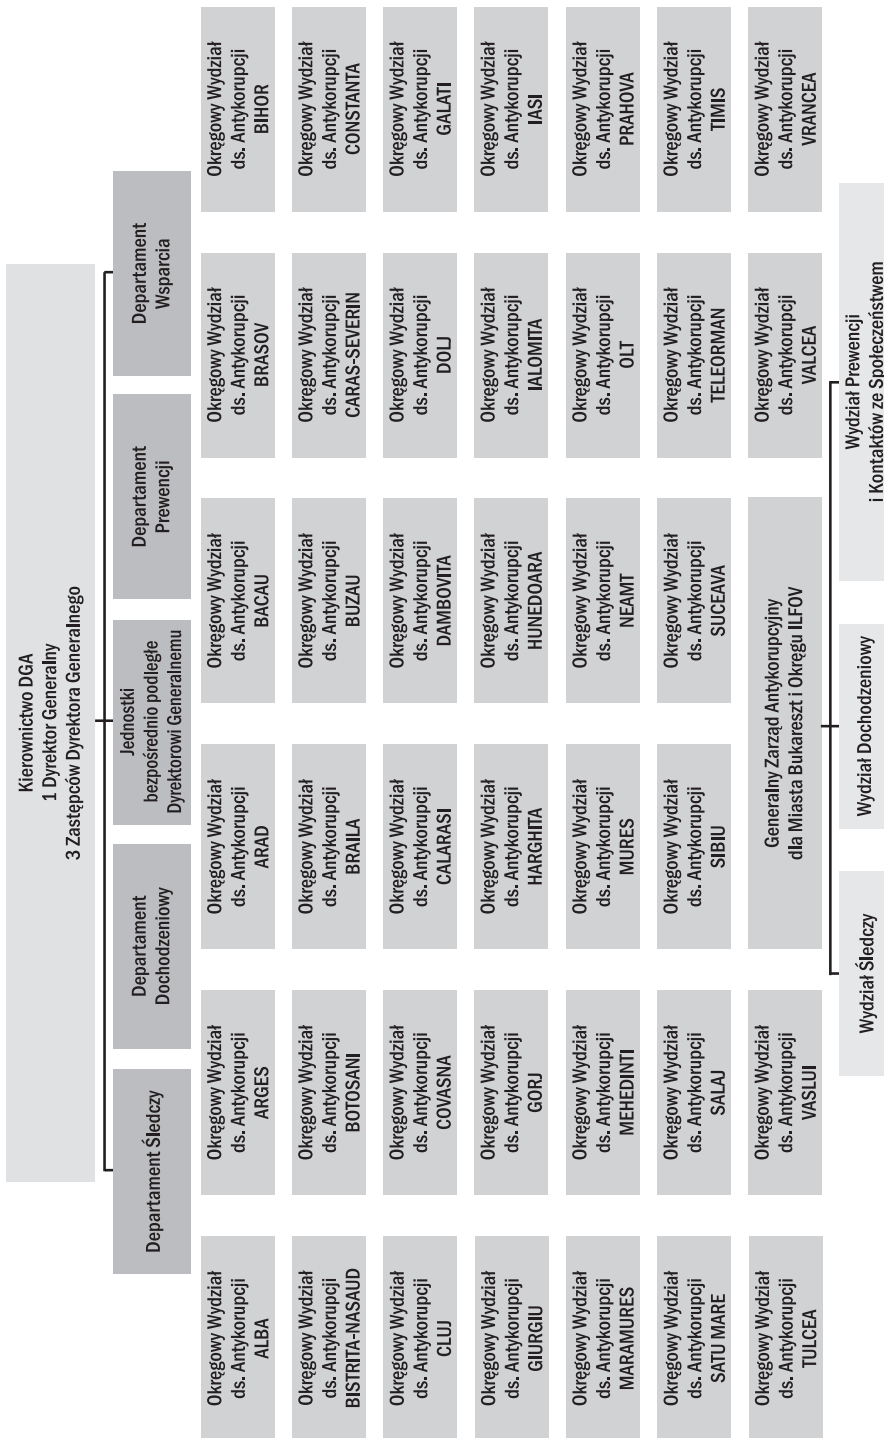 Kierownictwo DGA
1 Dyrektor Generalny
3 Zastępców Dyrektora Generalnego
Departament Śledczy
Departament
Dochodzeniowy
Jednostki
bezpośrednio podległe
Dyrektorowi Generalnemu
Departament
Prewencji
Departament
Wsparcia
Okręgowy Wydział
ds. Antykorupcji
ALBA
Okręgowy Wydział
ds. Antykorupcji
ARGES
Okręgowy Wydział
ds. Antykorupcji
ARAD
Okręgowy Wydział
ds. Antykorupcji
BACAU
Okręgowy Wydział
ds. Antykorupcji
BRASOV
Okręgowy Wydział
ds. Antykorupcji
BIHOR
Okręgowy Wydział
ds. Antykorupcji
BISTRITA-NASAUD
Okręgowy Wydział
ds. Antykorupcji
BOTOSANI
Okręgowy Wydział
ds. Antykorupcji
BRAILA
Okręgowy Wydział
ds. Antykorupcji
BUZAU
Okręgowy Wydział
ds. Antykorupcji
CARAS-SEVERIN
Okręgowy Wydział
ds. Antykorupcji
CONSTANTA
Okręgowy Wydział
ds. Antykorupcji
CLUJ
Okręgowy Wydział
ds. Antykorupcji
COVASNA
Okręgowy Wydział
ds. Antykorupcji
CALARASI
Okręgowy Wydział
ds. Antykorupcji
DAMBOVITA
Okręgowy Wydział
ds. Antykorupcji
DOLJ
Okręgowy Wydział
ds. Antykorupcji
GALATI
Okręgowy Wydział
ds. Antykorupcji
GIURGIU
Okręgowy Wydział
ds. Antykorupcji
GORJ
Okręgowy Wydział
ds. Antykorupcji
HARGHITA
Okręgowy Wydział
ds. Antykorupcji
HUNEDOARA
Okręgowy Wydział
ds. Antykorupcji
IALOMITA
Okręgowy Wydział
ds. Antykorupcji
IASI
Okręgowy Wydział
ds. Antykorupcji
MARAMURES
Okręgowy Wydział
ds. Antykorupcji
MEHEDINTI
Okręgowy Wydział
ds. Antykorupcji
MURES
Okręgowy Wydział
ds. Antykorupcji
NEAMT
Okręgowy Wydział
ds. Antykorupcji
OLT
Okręgowy Wydział
ds. Antykorupcji
PRAHOVA
Okręgowy Wydział
ds. Antykorupcji
SATU MARE
Okręgowy Wydział
ds. Antykorupcji
SALAJ
Okręgowy Wydział
ds. Antykorupcji
SIBIU
Okręgowy Wydział
ds. Antykorupcji
SUCEAVA
Okręgowy Wydział
ds. Antykorupcji
TELEORMAN
Okręgowy Wydział
ds. Antykorupcji
TIMIS
Okręgowy Wydział
ds. Antykorupcji
TULCEA
Okręgowy Wydział
ds. Antykorupcji
VASLUI
Generalny Zarząd Antykorupcyjny
dla Miasta Bukareszt i Okręgu ILFOV
Okręgowy Wydział
ds. Antykorupcji
VALCEA
Okręgowy Wydział
ds. Antykorupcji
VRANCEA
Wydział Śledczy
Wydział Dochodzeniowy
Wydział Prewencji
i Kontaktów ze Społeczeństwem